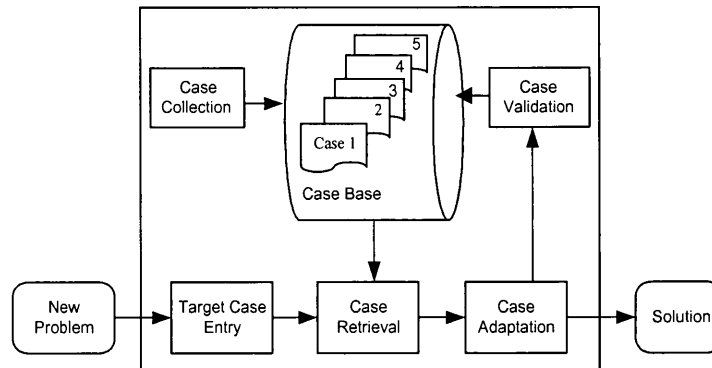 5
4
3
2
Case 1
Case Base
Case
Collection
Case
Validation
New
Problem
Target Case
Entry
Case
Retrieval
Case
Adaptation
Solution